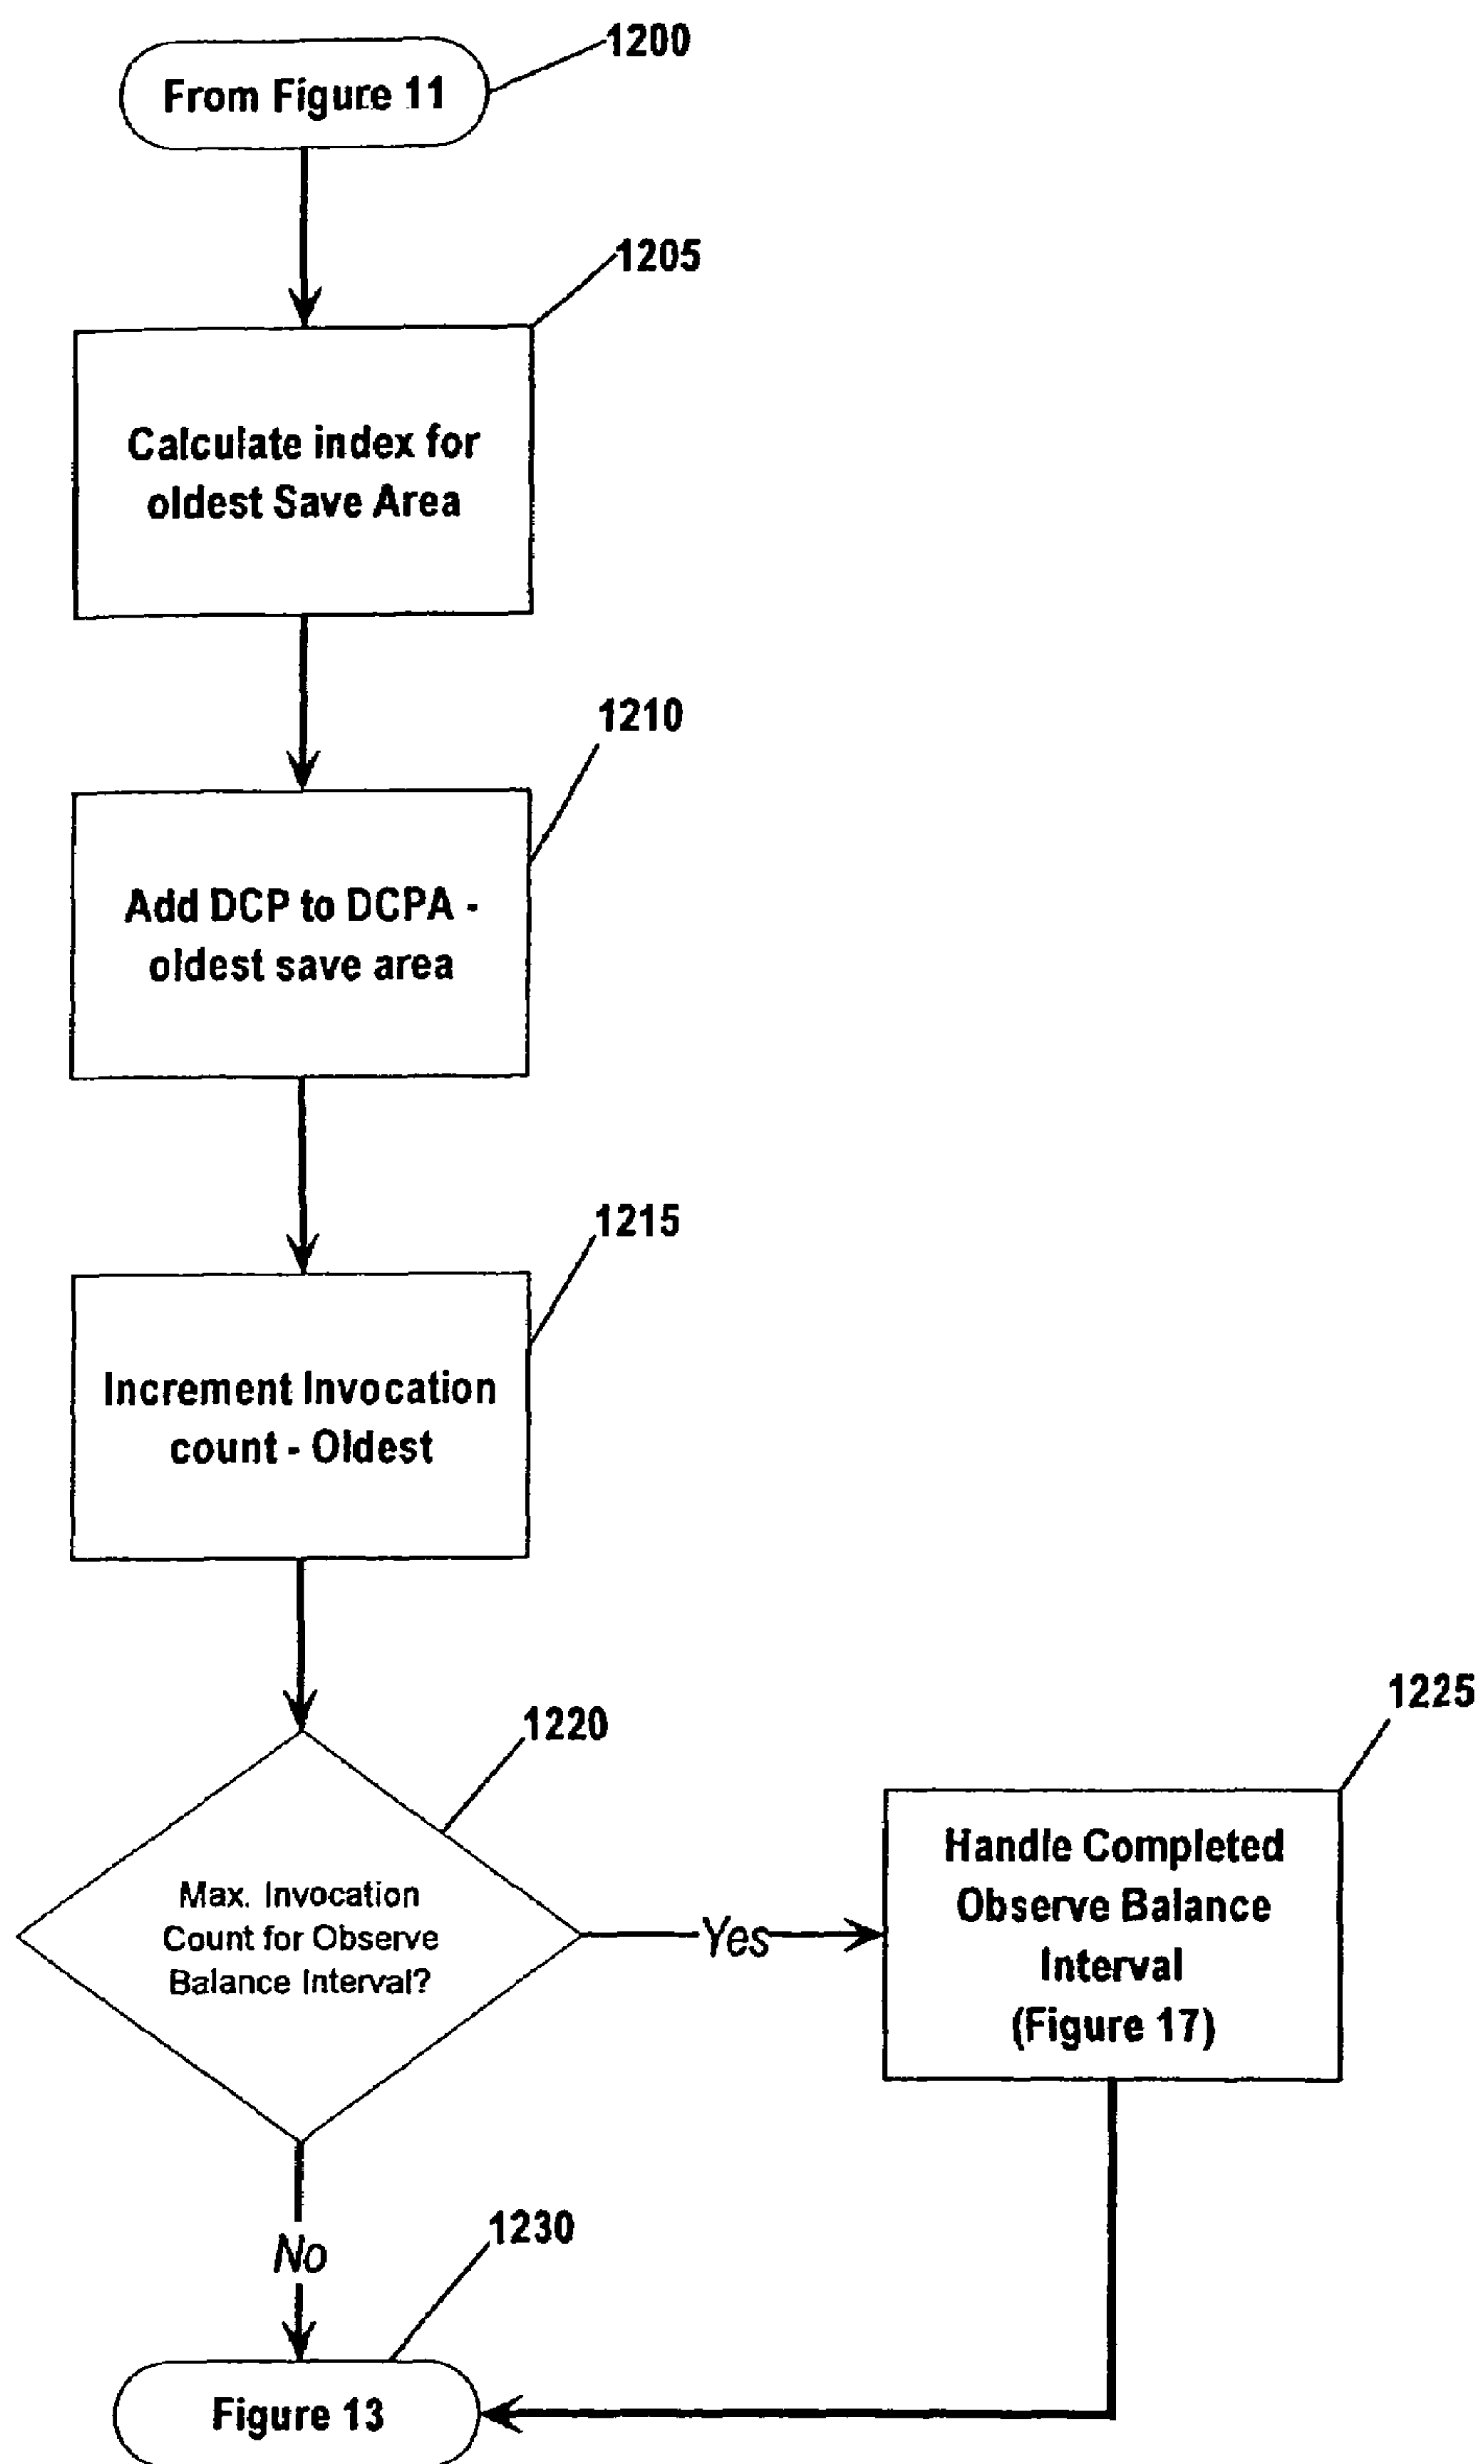 1200
From Figure 11
1205
Calculate index for
oldest Save Area
1210
Add DCP to DCPA -
oldest save area
1215
Increment Invocation
count - Oldest
1220
Max. Invocation
Count for Observe
Balance Interval?
Yes
1225
Handle Completed
Observe Balance
Interval
(Figure 17)
No
1230
Figure 13